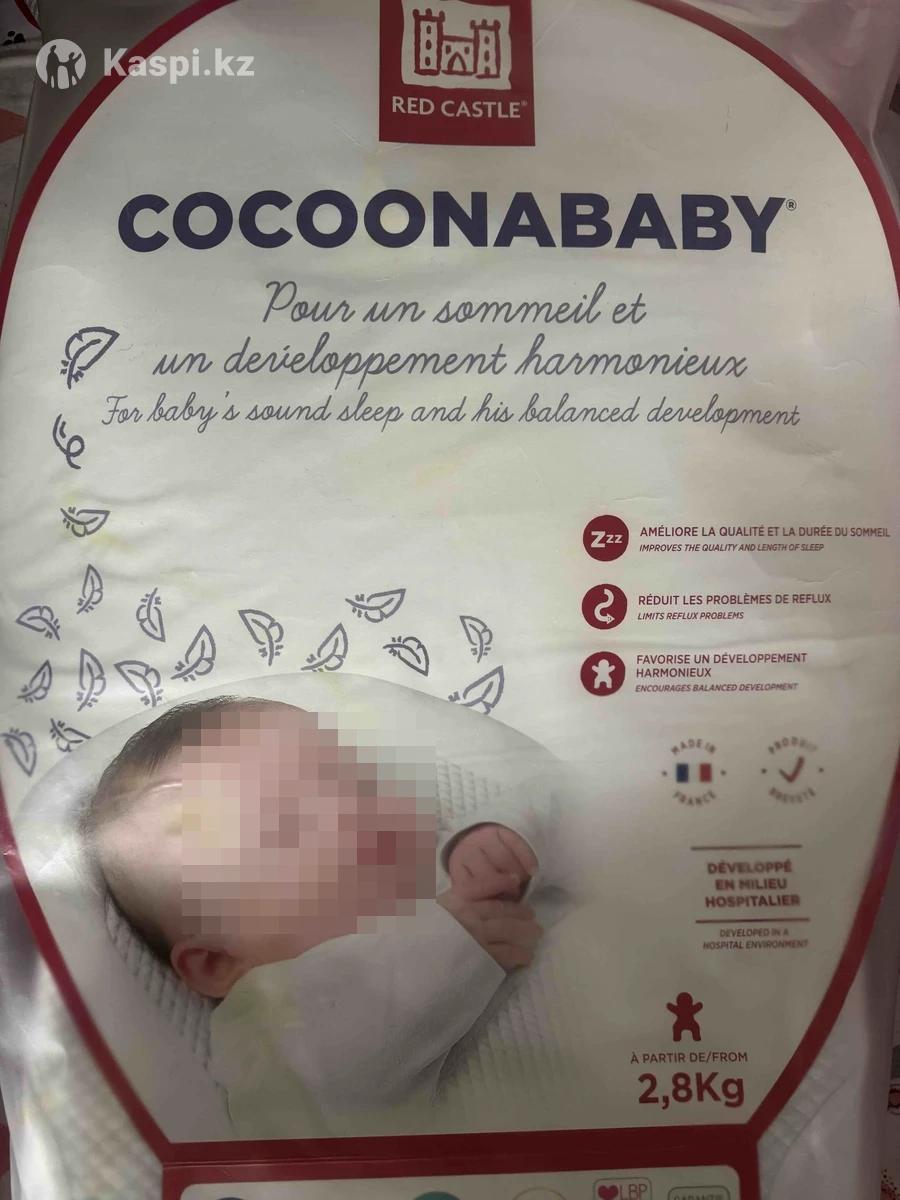 Kaspi.kz
RED CASTLE®
COCOONABABY®
Pour un sommeil et
un développement harmonieux
For baby's sound sleep and his balanced development
Zzz
AMÉLIORE LA QUALITÉ ET LA DURÉE DU SOMMEIL
IMPROVES THE QUALITY AND LENGTH OF SLEEP
RÉDUIT LES PROBLÈMES DE REFLUX
LIMITS REFLUX PROBLEMS
FAVORISE UN DÉVELOPPEMENT
HARMONIEUX
ENCOURAGES BALANCED DEVELOPMENT
MADE IN
FRANCE
PRODUIT
BREVETÉ
DÉVELOPPÉ
EN MILIEU
HOSPITALIER
DEVELOPED IN A
HOSPITAL ENVIRONMENT
À PARTIR DE/FROM
2,8Kg
LBP